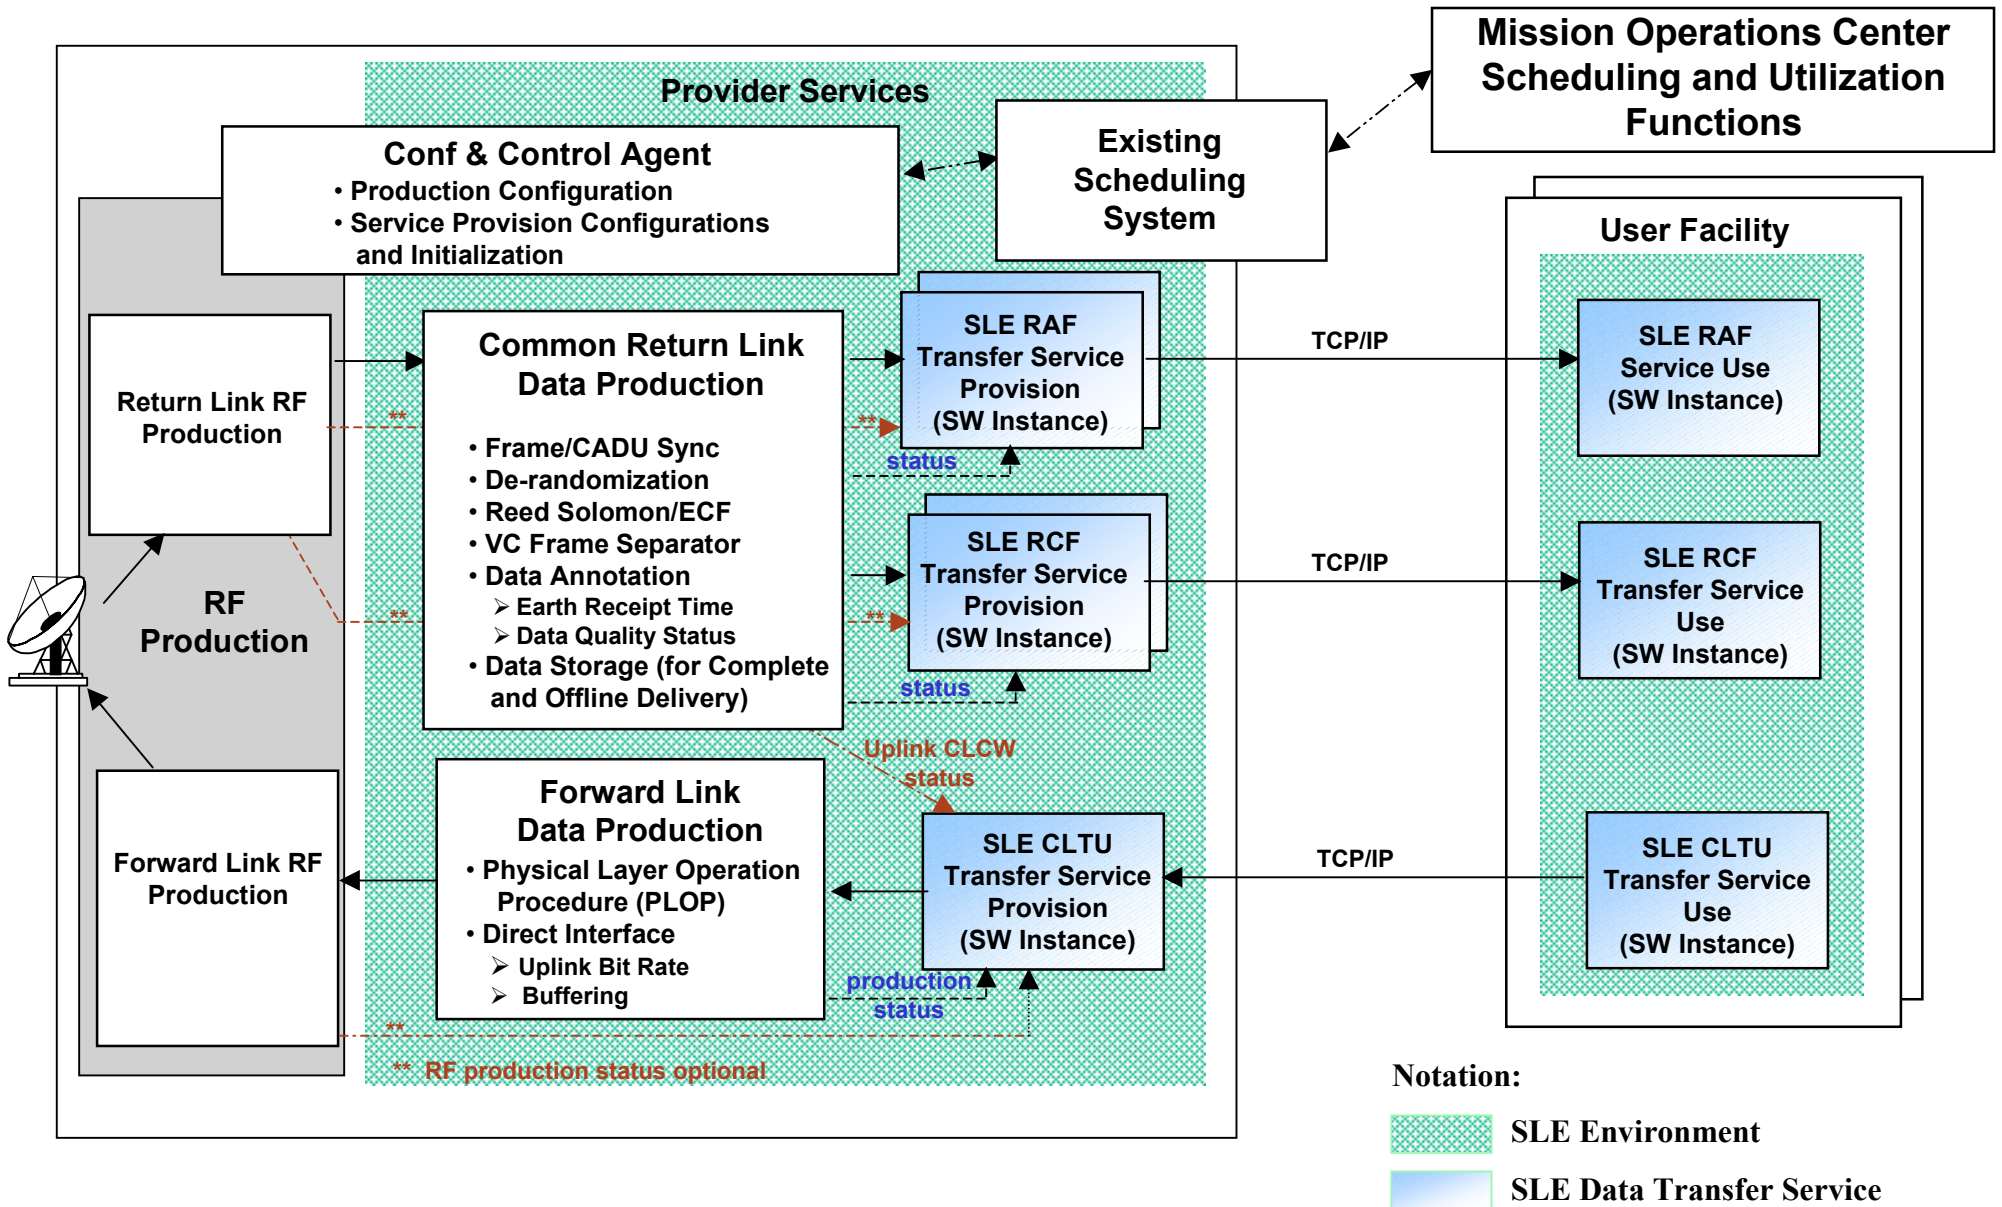 Mission Operations Center
Scheduling and Utilization
Functions
Provider Services
Conf & Control Agent
• Production Configuration
• Service Provision Configurations
and Initialization
Existing
Scheduling
System
User Facility
Return Link RF
Production
RF
Production
Forward Link RF
Production
Common Return Link
Data Production
• Frame/CADU Sync
• De-randomization
• Reed Solomon/ECF
• VC Frame Separator
• Data Annotation
➢ Earth Receipt Time
➢ Data Quality Status
• Data Storage (for Complete
and Offline Delivery)
**
**
**
**
status
status
SLE RAF
Transfer Service
Provision
(SW Instance)
SLE RCF
Transfer Service
Provision
(SW Instance)
TCP/IP
TCP/IP
TCP/IP
SLE RAF
Service Use
(SW Instance)
SLE RCF
Transfer Service
Use
(SW Instance)
Uplink CLCW
status
Forward Link
Data Production
• Physical Layer Operation
Procedure (PLOP)
• Direct Interface
➢ Uplink Bit Rate
➢ Buffering
SLE CLTU
Transfer Service
Provision
(SW Instance)
SLE CLTU
Transfer Service
Use
(SW Instance)
production
status
**
** RF production status optional
Notation:
SLE Environment
SLE Data Transfer Service